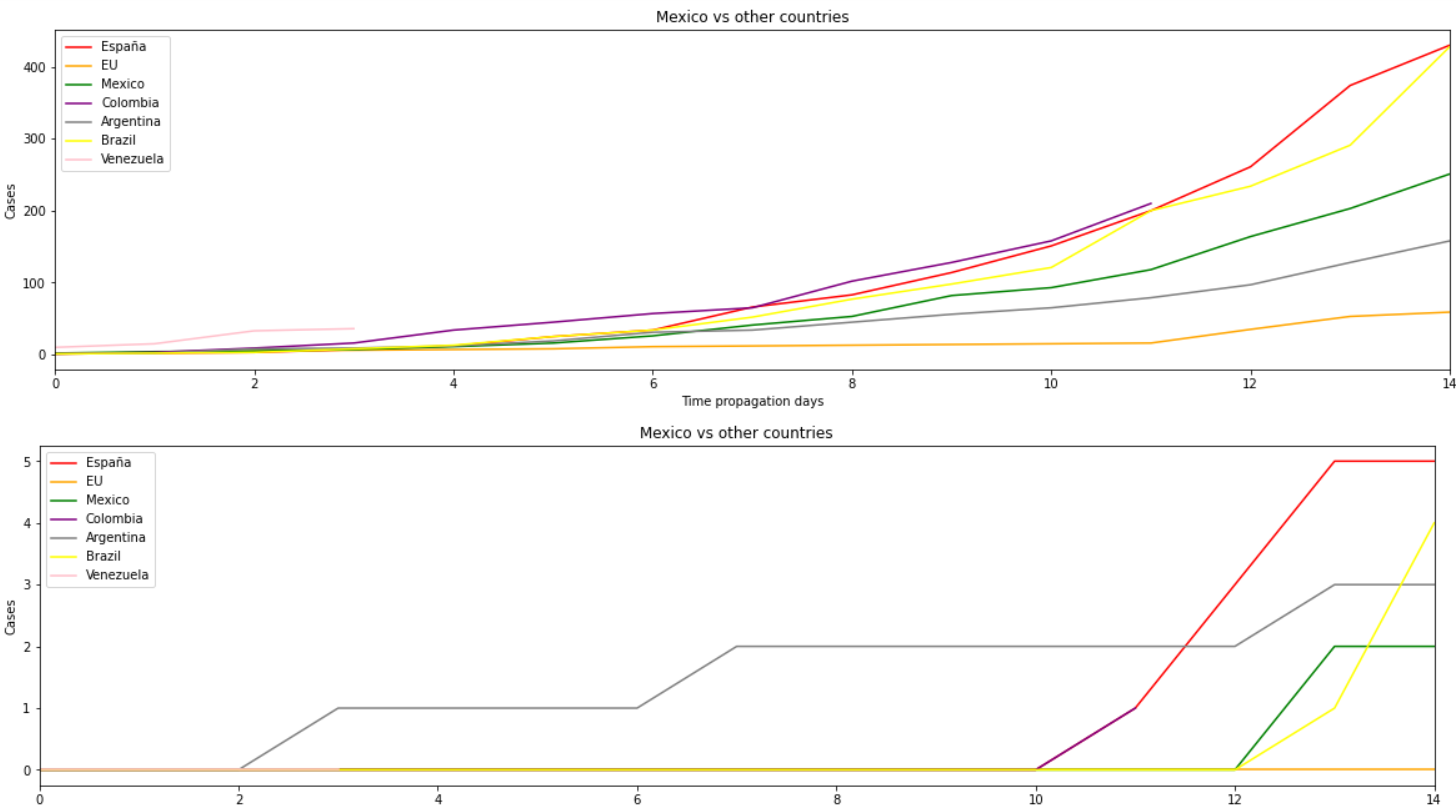 Mexico vs other countries
España
EU
Mexico
Colombia
Argentina
Brazil
Venezuela
400
300
200
100
0
Cases
0 2 4 6 8 10 12 14
Time propagation days
Mexico vs other countries
España
EU
Mexico
Colombia
Argentina
Brazil
Venezuela
5
4
3
2
1
0
Cases
0 2 4 6 8 10 12 14